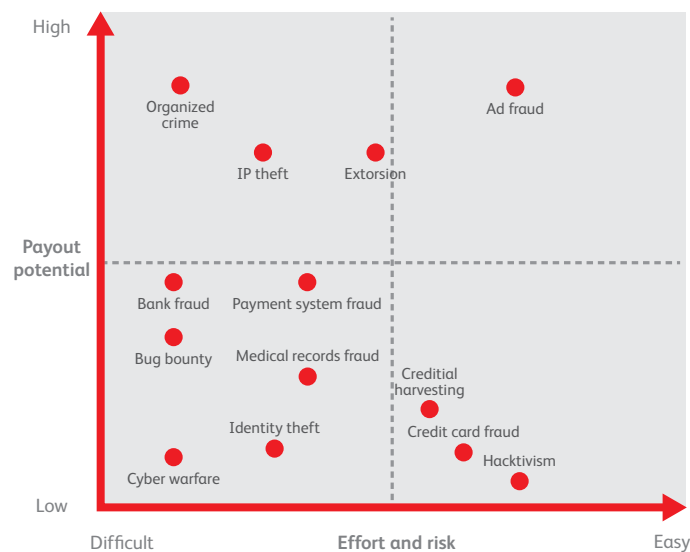 High
Organized
crime
Ad fraud
IP theft
Extorsion
Payout
potential
Bank fraud
Payment system fraud
Bug bounty
Medical records fraud
Creditial
harvesting
Identity theft
Credit card fraud
Hacktivism
Cyber warfare
Low
Difficult
Effort and risk
Easy